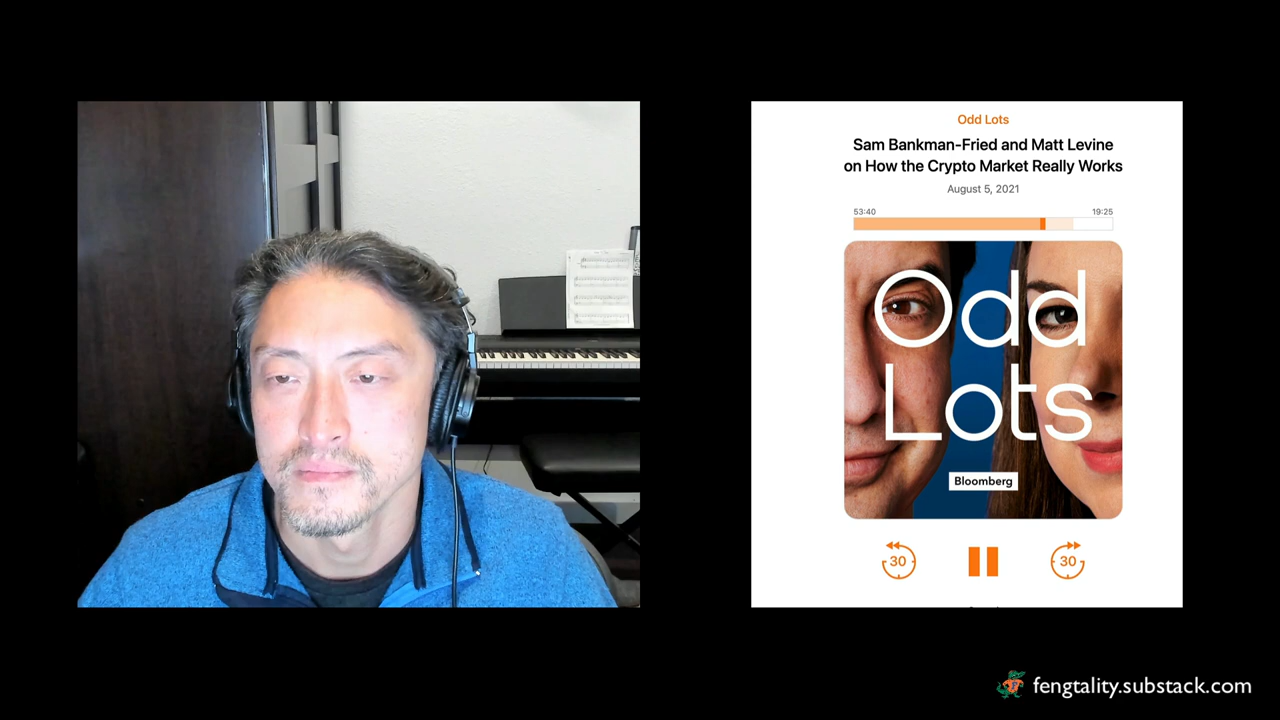 Odd Lots
Sam Bankman-Fried and Matt Levine
on How the Crypto Market Really Works
August 5, 2021
53:40
19:25
Odd
Lots
Bloomberg
30
30
fengtality.substack.com